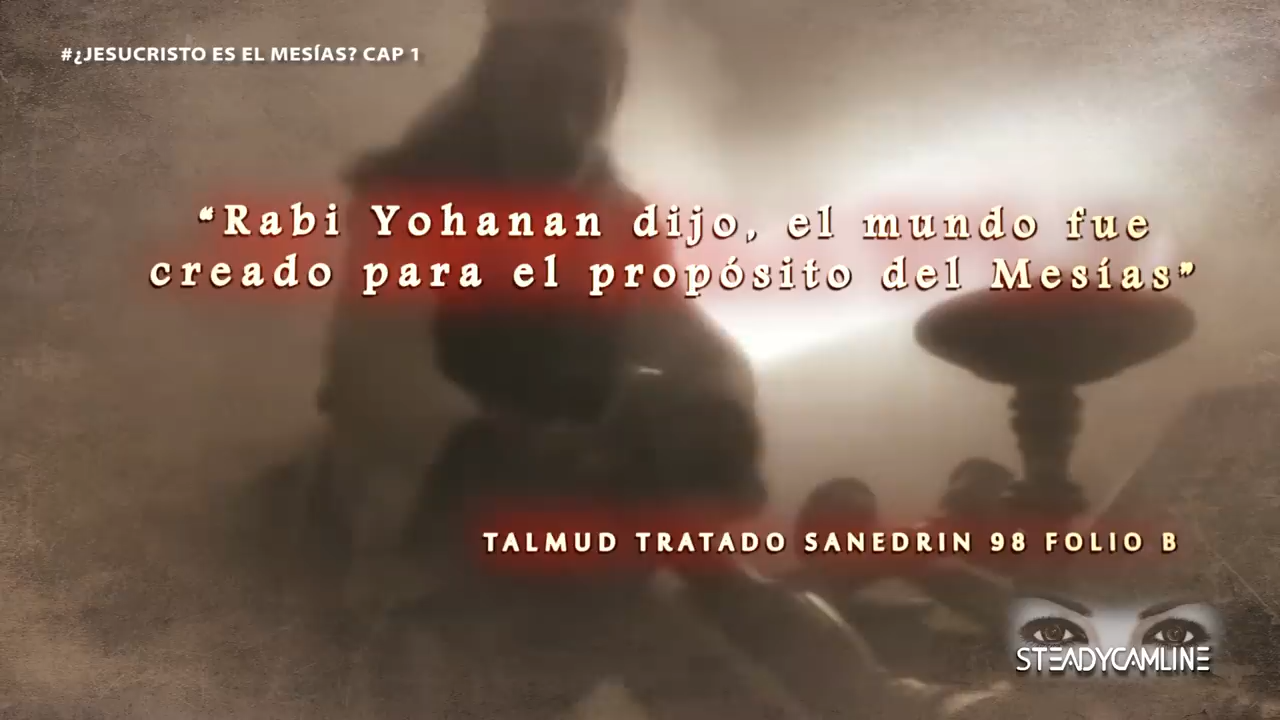 #¿JESUCRISTO ES EL MESÍAS? CAP 1
“Rabi Yohanan dijo, el mundo fue
creado para el propósito del Mesías”
TALMUD TRATADO SANEDRIN 98 FOLIO B
STEADYCAMLINE